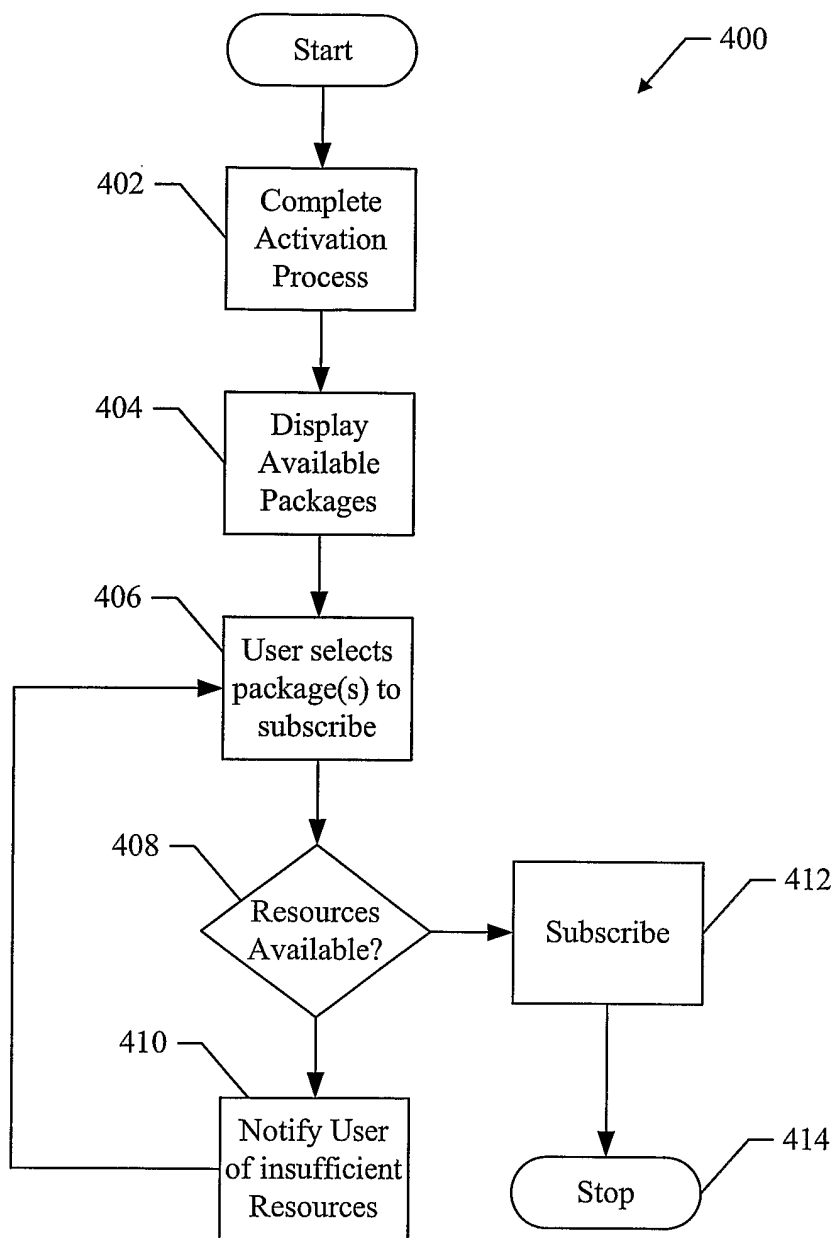 Start
400
402
Complete
Activation
Process
404
Display
Available
Packages
406
User selects
package(s) to
subscribe
408
Resources
Available?
412
Subscribe
410
Notify User
of insufficient
Resources
414
Stop